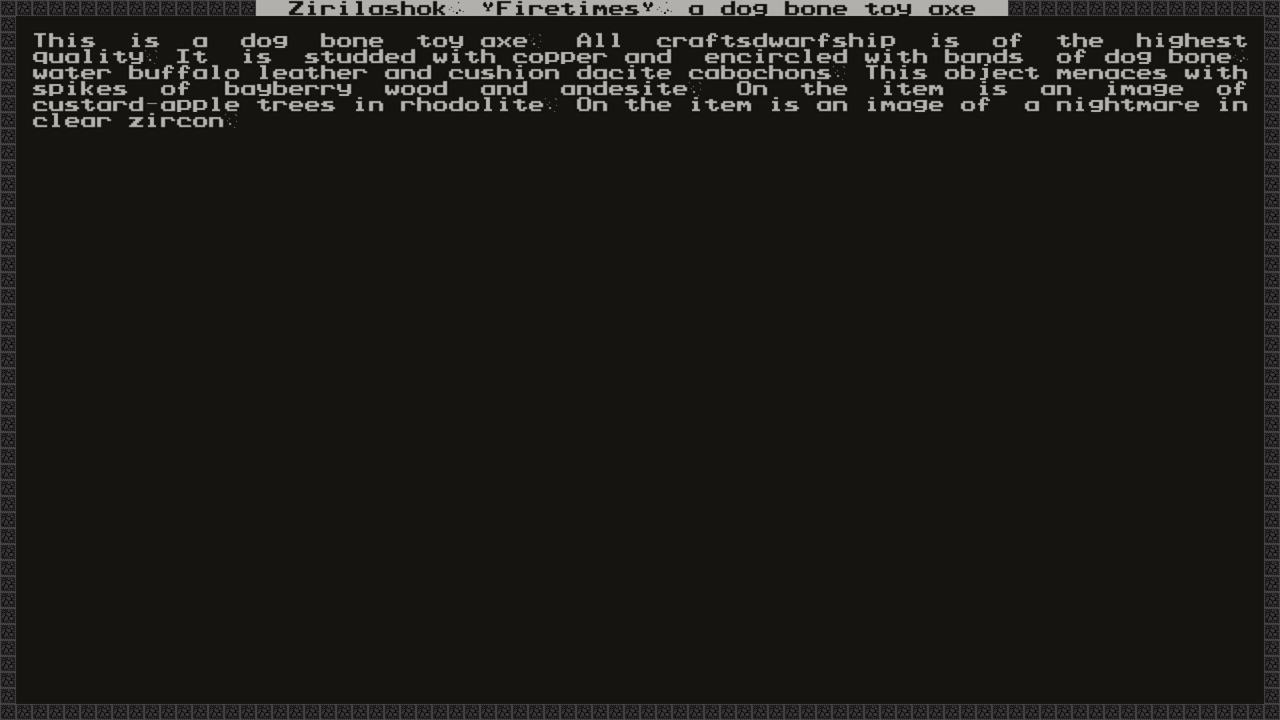 Zirilashok, "Firetimes", a dog bone toy axe
This is a dog bone toy axe. All craftsdwarfship is of the highest
quality. It is studded with copper and encircled with bands of dog bone,
water buffalo leather and cushion dacite cabochons. This object menaces with
spikes of bayberry wood and andesite. On the item is an image of
custard-apple trees in rhodolite. On the item is an image of a nightmare in
clear zircon.